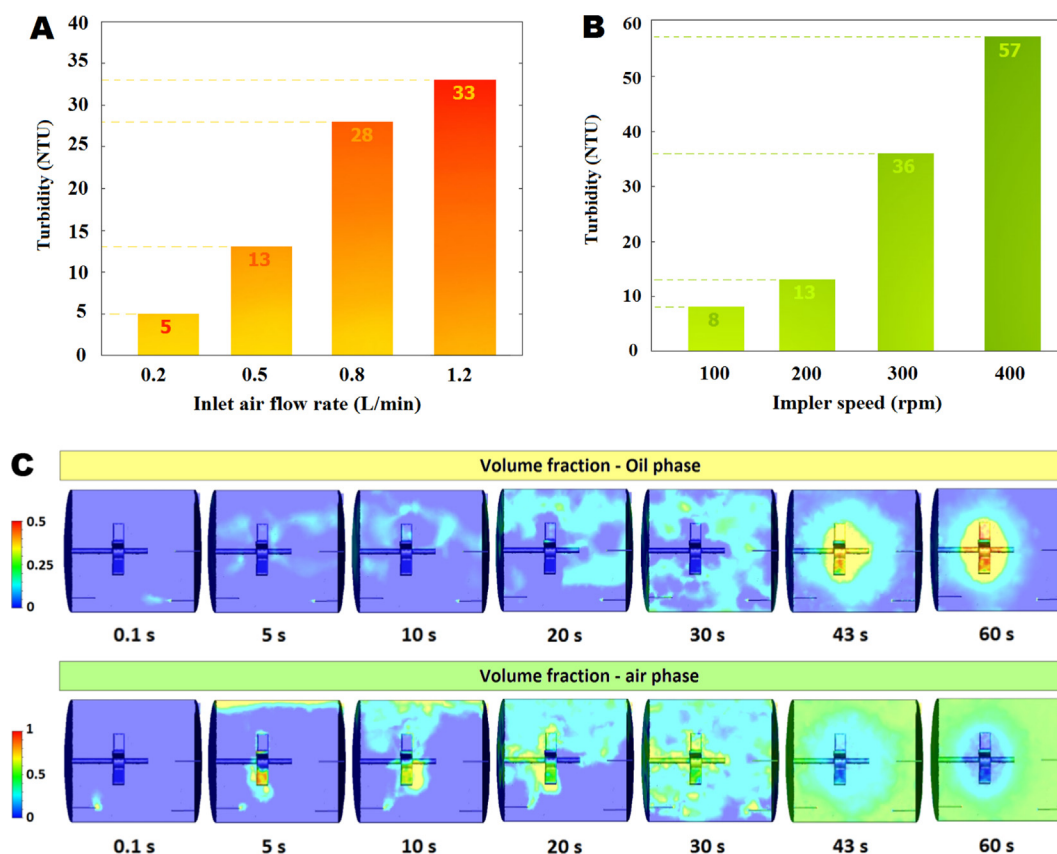 A
Turbidity (NTU)
40
35
30
25
20
15
10
5
0
5
13
28
33
0.2 0.5 0.8 1.2
Inlet air flow rate (L/min)
B
Turbidity (NTU)
60
50
40
30
20
10
0
8
13
36
57
100 200 300 400
Impler speed (rpm)
C
Volume fraction - Oil phase
0.5
0.25
0
0.1 s 5 s 10 s 20 s 30 s 43 s 60 s
Volume fraction - air phase
1
0.5
0
0.1 s 5 s 10 s 20 s 30 s 43 s 60 s